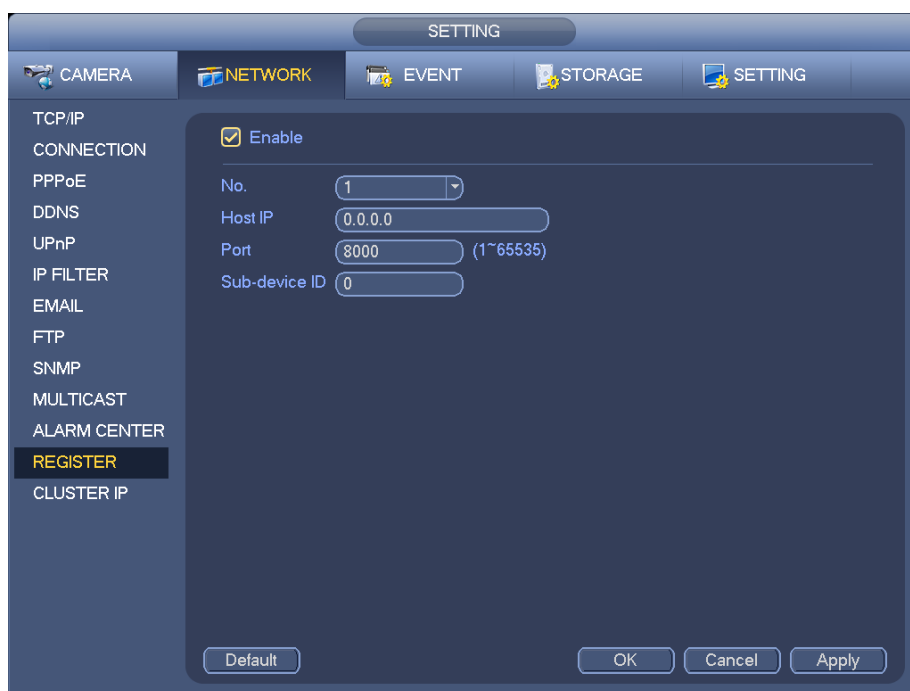 SETTING
CAMERA NETWORK EVENT STORAGE SETTING
TCP/IP
CONNECTION
PPPoE
DDNS
UPnP
IP FILTER
EMAIL
FTP
SNMP
MULTICAST
ALARM CENTER
REGISTER
CLUSTER IP
Enable
No. 1
Host IP 0.0.0.0
Port 8000 (1~65535)
Sub-device ID 0
Default OK Cancel Apply